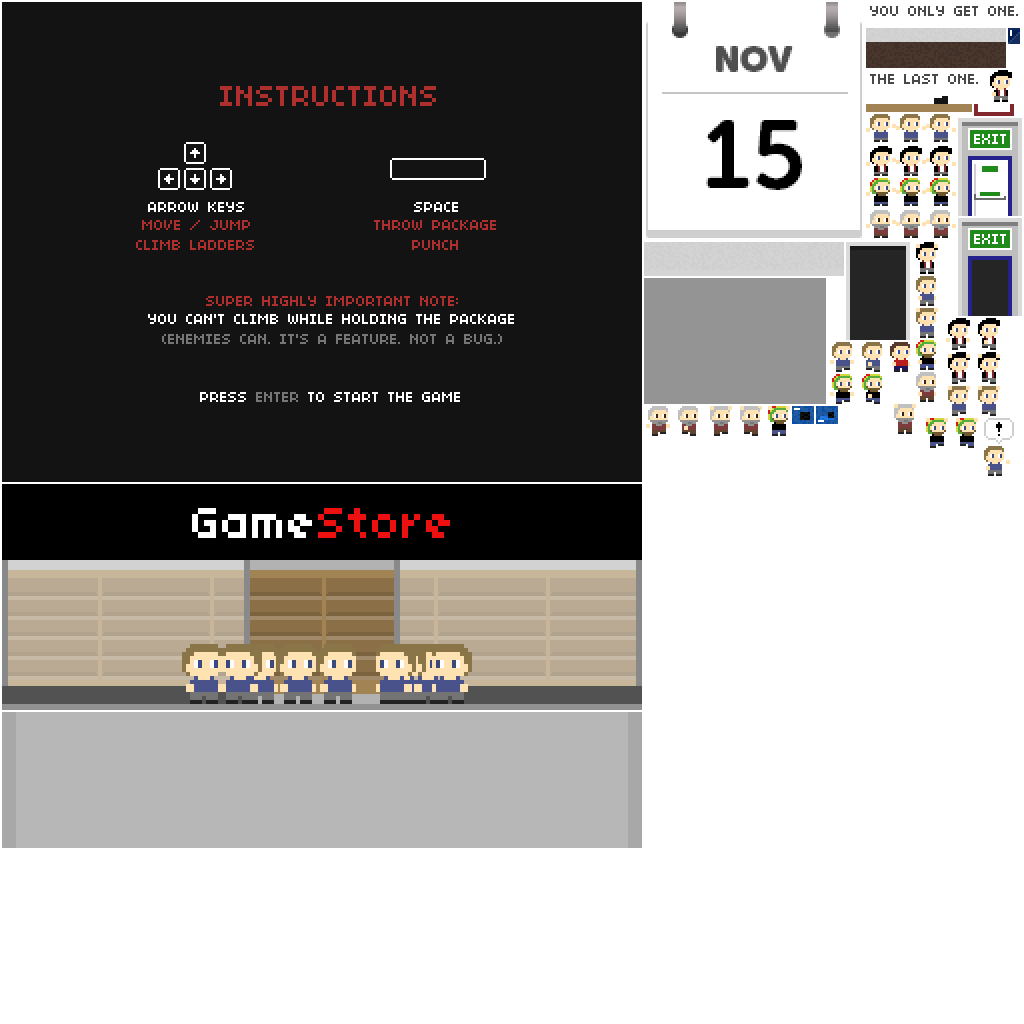 INSTRUCTIONS
ARROW KEYS
MOVE / JUMP
CLIMB LADDERS
SPACE
THROW PACKAGE
PUNCH
SUPER HIGHLY IMPORTANT NOTE:
YOU CAN'T CLIMB WHILE HOLDING THE PACKAGE
(ENEMIES CAN. IT'S A FEATURE. NOT A BUG.)
PRESS ENTER TO START THE GAME
NOV
15
YOU ONLY GET ONE.
THE LAST ONE.
EXIT
EXIT
!
GameStore